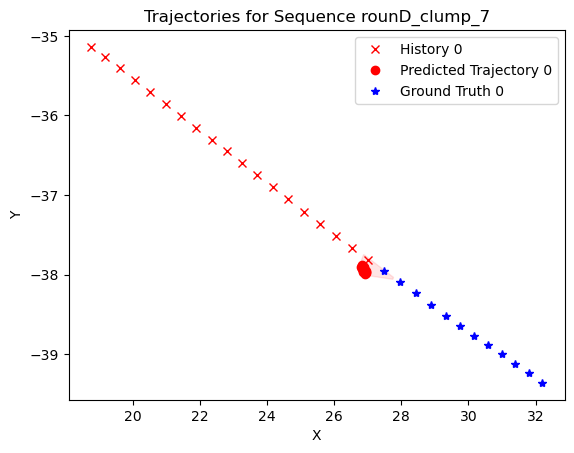 Trajectories for Sequence rounD_clump_7
History 0
Predicted Trajectory 0
Ground Truth 0
−35
−36
−37
−38
−39
Y
20
22
24
26
28
30
32
X